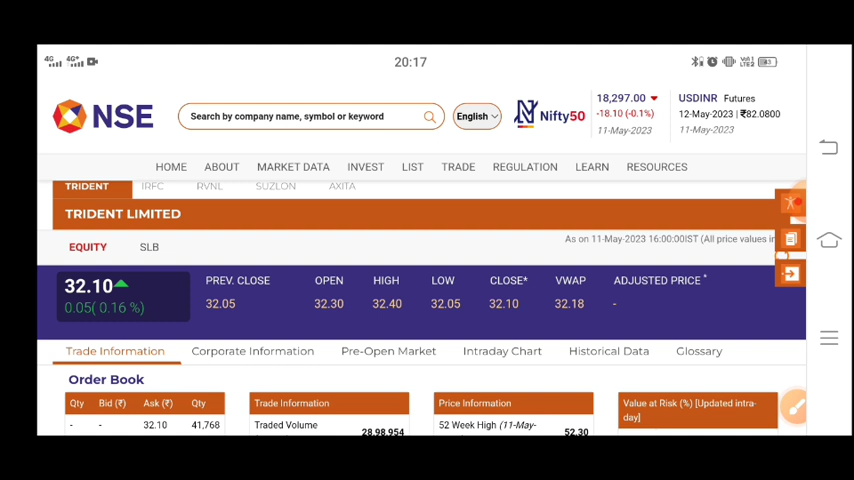 4G 4G+ 20:17
NSE
Search by company name, symbol or keyword
English
Nifty50
18,297.00
-18.10 (-0.1%)
11-May-2023
USDINR Futures
12-May-2023 | ₹82.0800
11-May-2023
HOME ABOUT MARKET DATA INVEST LIST TRADE REGULATION LEARN RESOURCES
TRIDENT IRFC RVNL SUZLON AXITA
TRIDENT LIMITED
EQUITY SLB
As on 11-May-2023 16:00:00IST (All price values in
32.10
0.05( 0.16 %)
PREV. CLOSE OPEN HIGH LOW CLOSE* VWAP ADJUSTED PRICE *
32.05 32.30 32.40 32.05 32.10 32.18 -
Trade Information Corporate Information Pre-Open Market Intraday Chart Historical Data Glossary
Order Book
Qty Bid (₹) Ask (₹) Qty
- - 32.10 41,768
Trade Information
Traded Volume
28,98,954
Price Information
52 Week High (11-May-
52.30
Value at Risk (%) [Updated intra-
day]